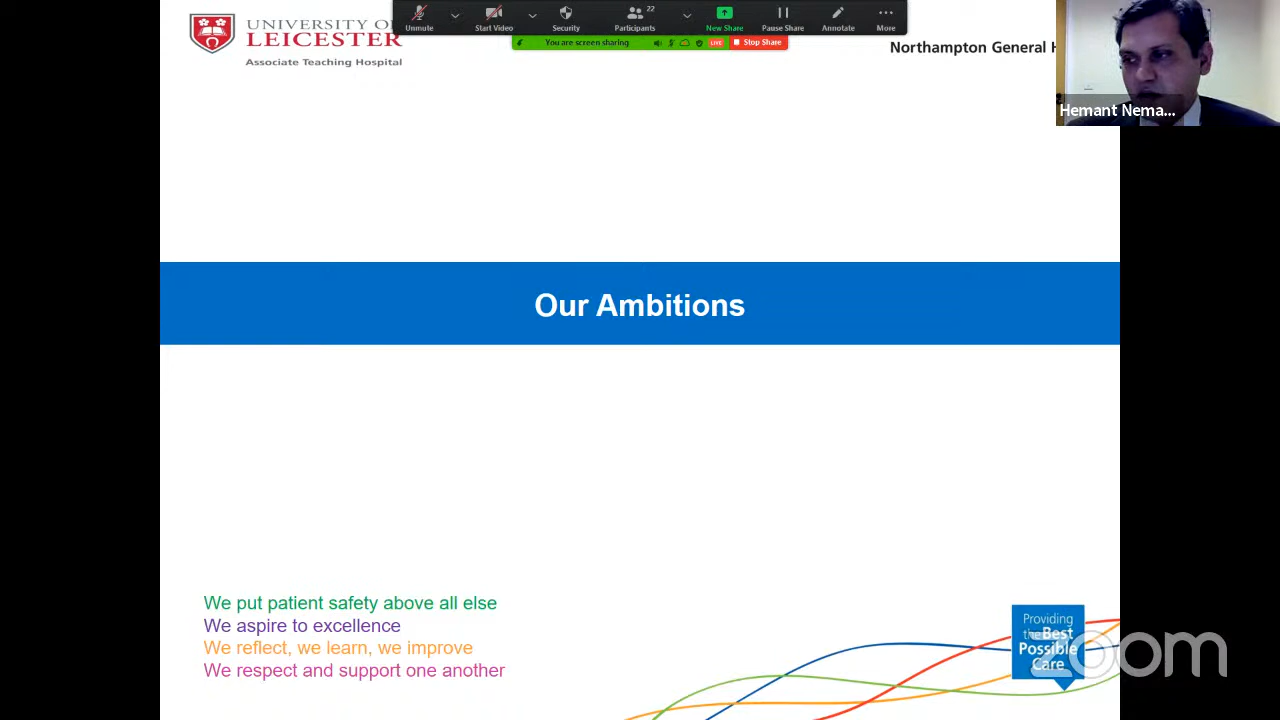 UNIVERSITY OF
LEICESTER
Associate Teaching Hospital
Unmute
Start Video
Security
22
Participants
New Share
Pause Share
Annotate
More
You are screen sharing
LIVE
Stop Share
Northampton General
Hemant Nema...
Our Ambitions
We put patient safety above all else
We aspire to excellence
We reflect, we learn, we improve
We respect and support one another
Providing
the Best
Possible
Care
zoom